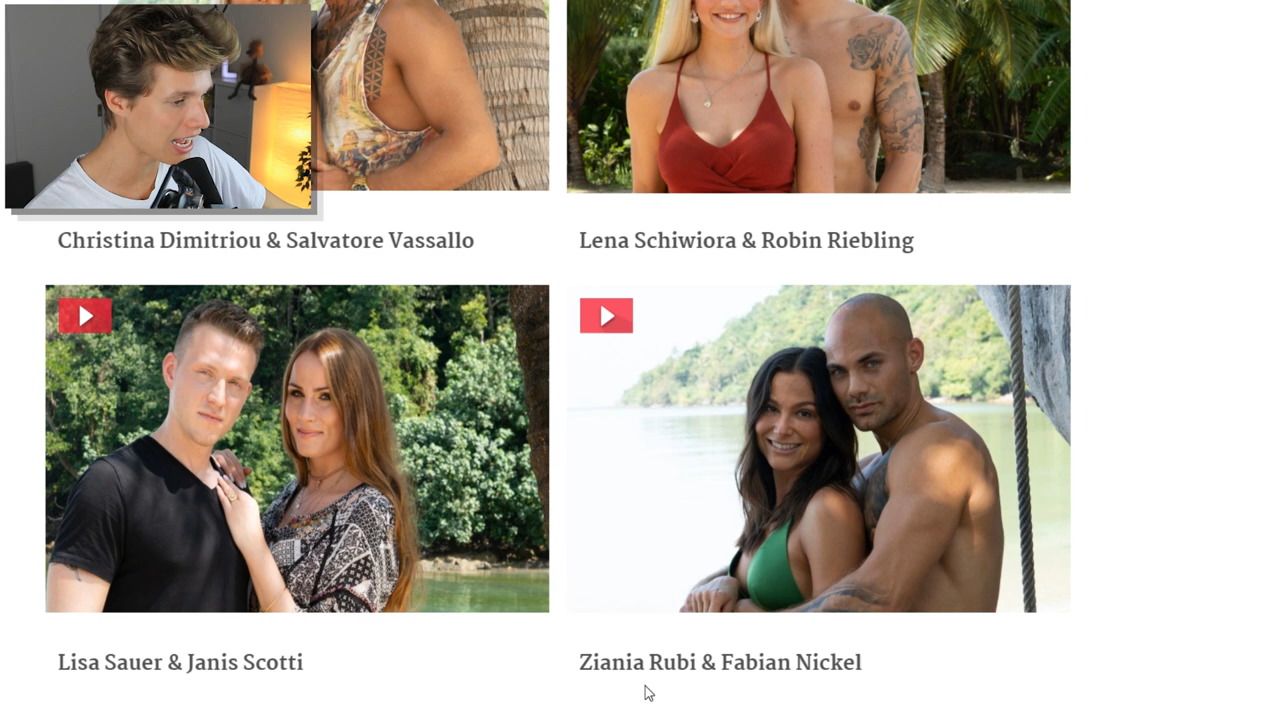 Christina Dimitriou & Salvatore Vassallo
Lena Schiwiora & Robin Riebling
Lisa Sauer & Janis Scotti
Ziania Rubi & Fabian Nickel